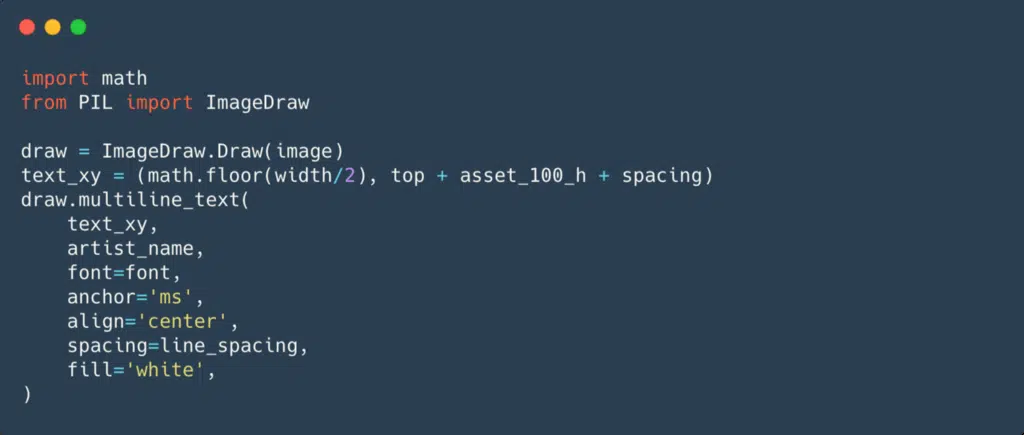 import math
from PIL import ImageDraw

draw = ImageDraw.Draw(image)
text_xy = (math.floor(width/2), top + asset_100_h + spacing)
draw.multiline_text(
    text_xy,
    artist_name,
    font=font,
    anchor='ms',
    align='center',
    spacing=line_spacing,
    fill='white',
)